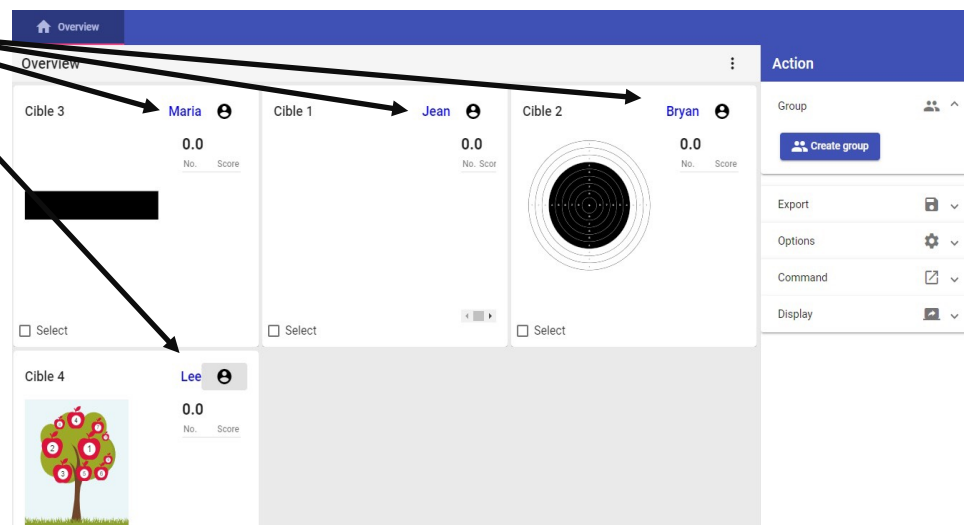 Overview
Overview
Action
Cible 3
Maria
0.0
No. Score
Select
Cible 1
Jean
0.0
No. Scor
Select
Cible 2
Bryan
0.0
No. Score
Select
Group
Create group
Export
Options
Command
Display
Cible 4
Lee
0.0
No. Score
4
2
1
3